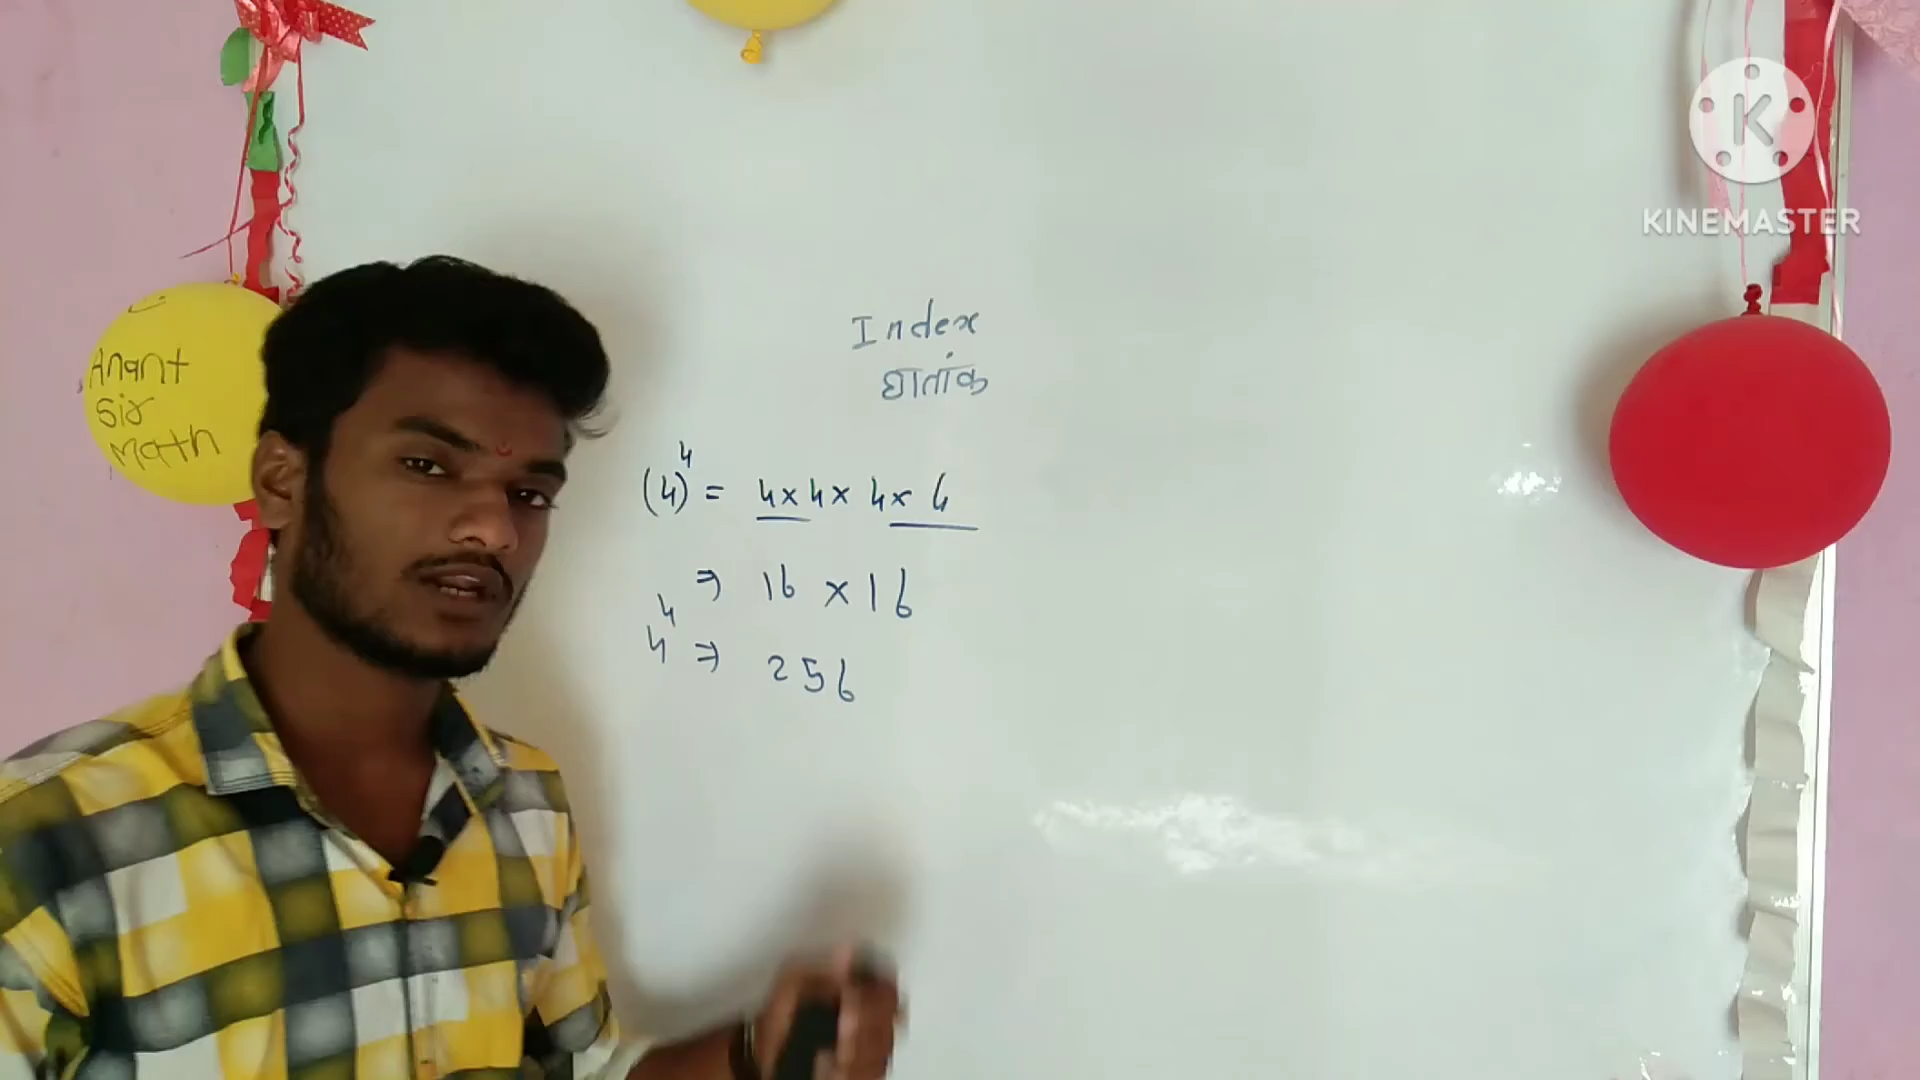 KINEMASTER
Anant
Sir
Math
Index
घातांक
(4)⁴ = 4×4×4×4
⇒ 16 × 16
4⁴ ⇒ 256